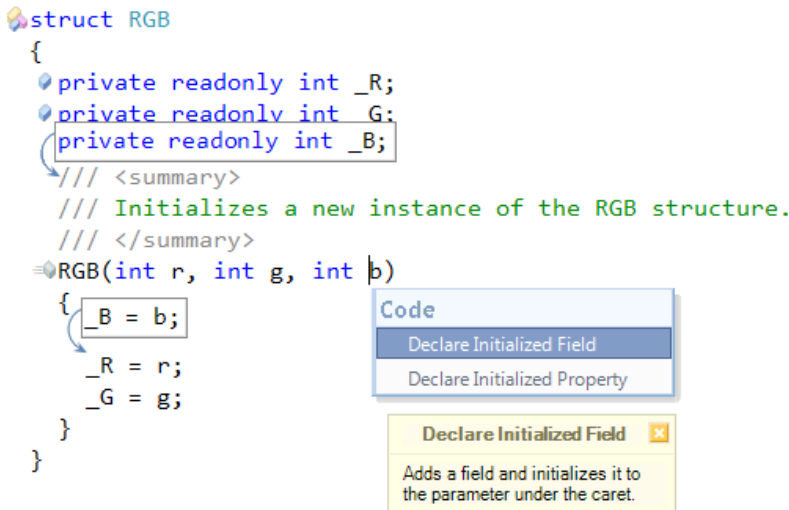 struct RGB
{
private readonly int _R;
private readonly int _G;
private readonly int _B;
/// <summary>
/// Initializes a new instance of the RGB structure.
/// </summary>
RGB(int r, int g, int b)
{
_B = b;
_R = r;
_G = g;
}
}
Code
Declare Initialized Field
Declare Initialized Property
Declare Initialized Field
Adds a field and initializes it to
the parameter under the caret.